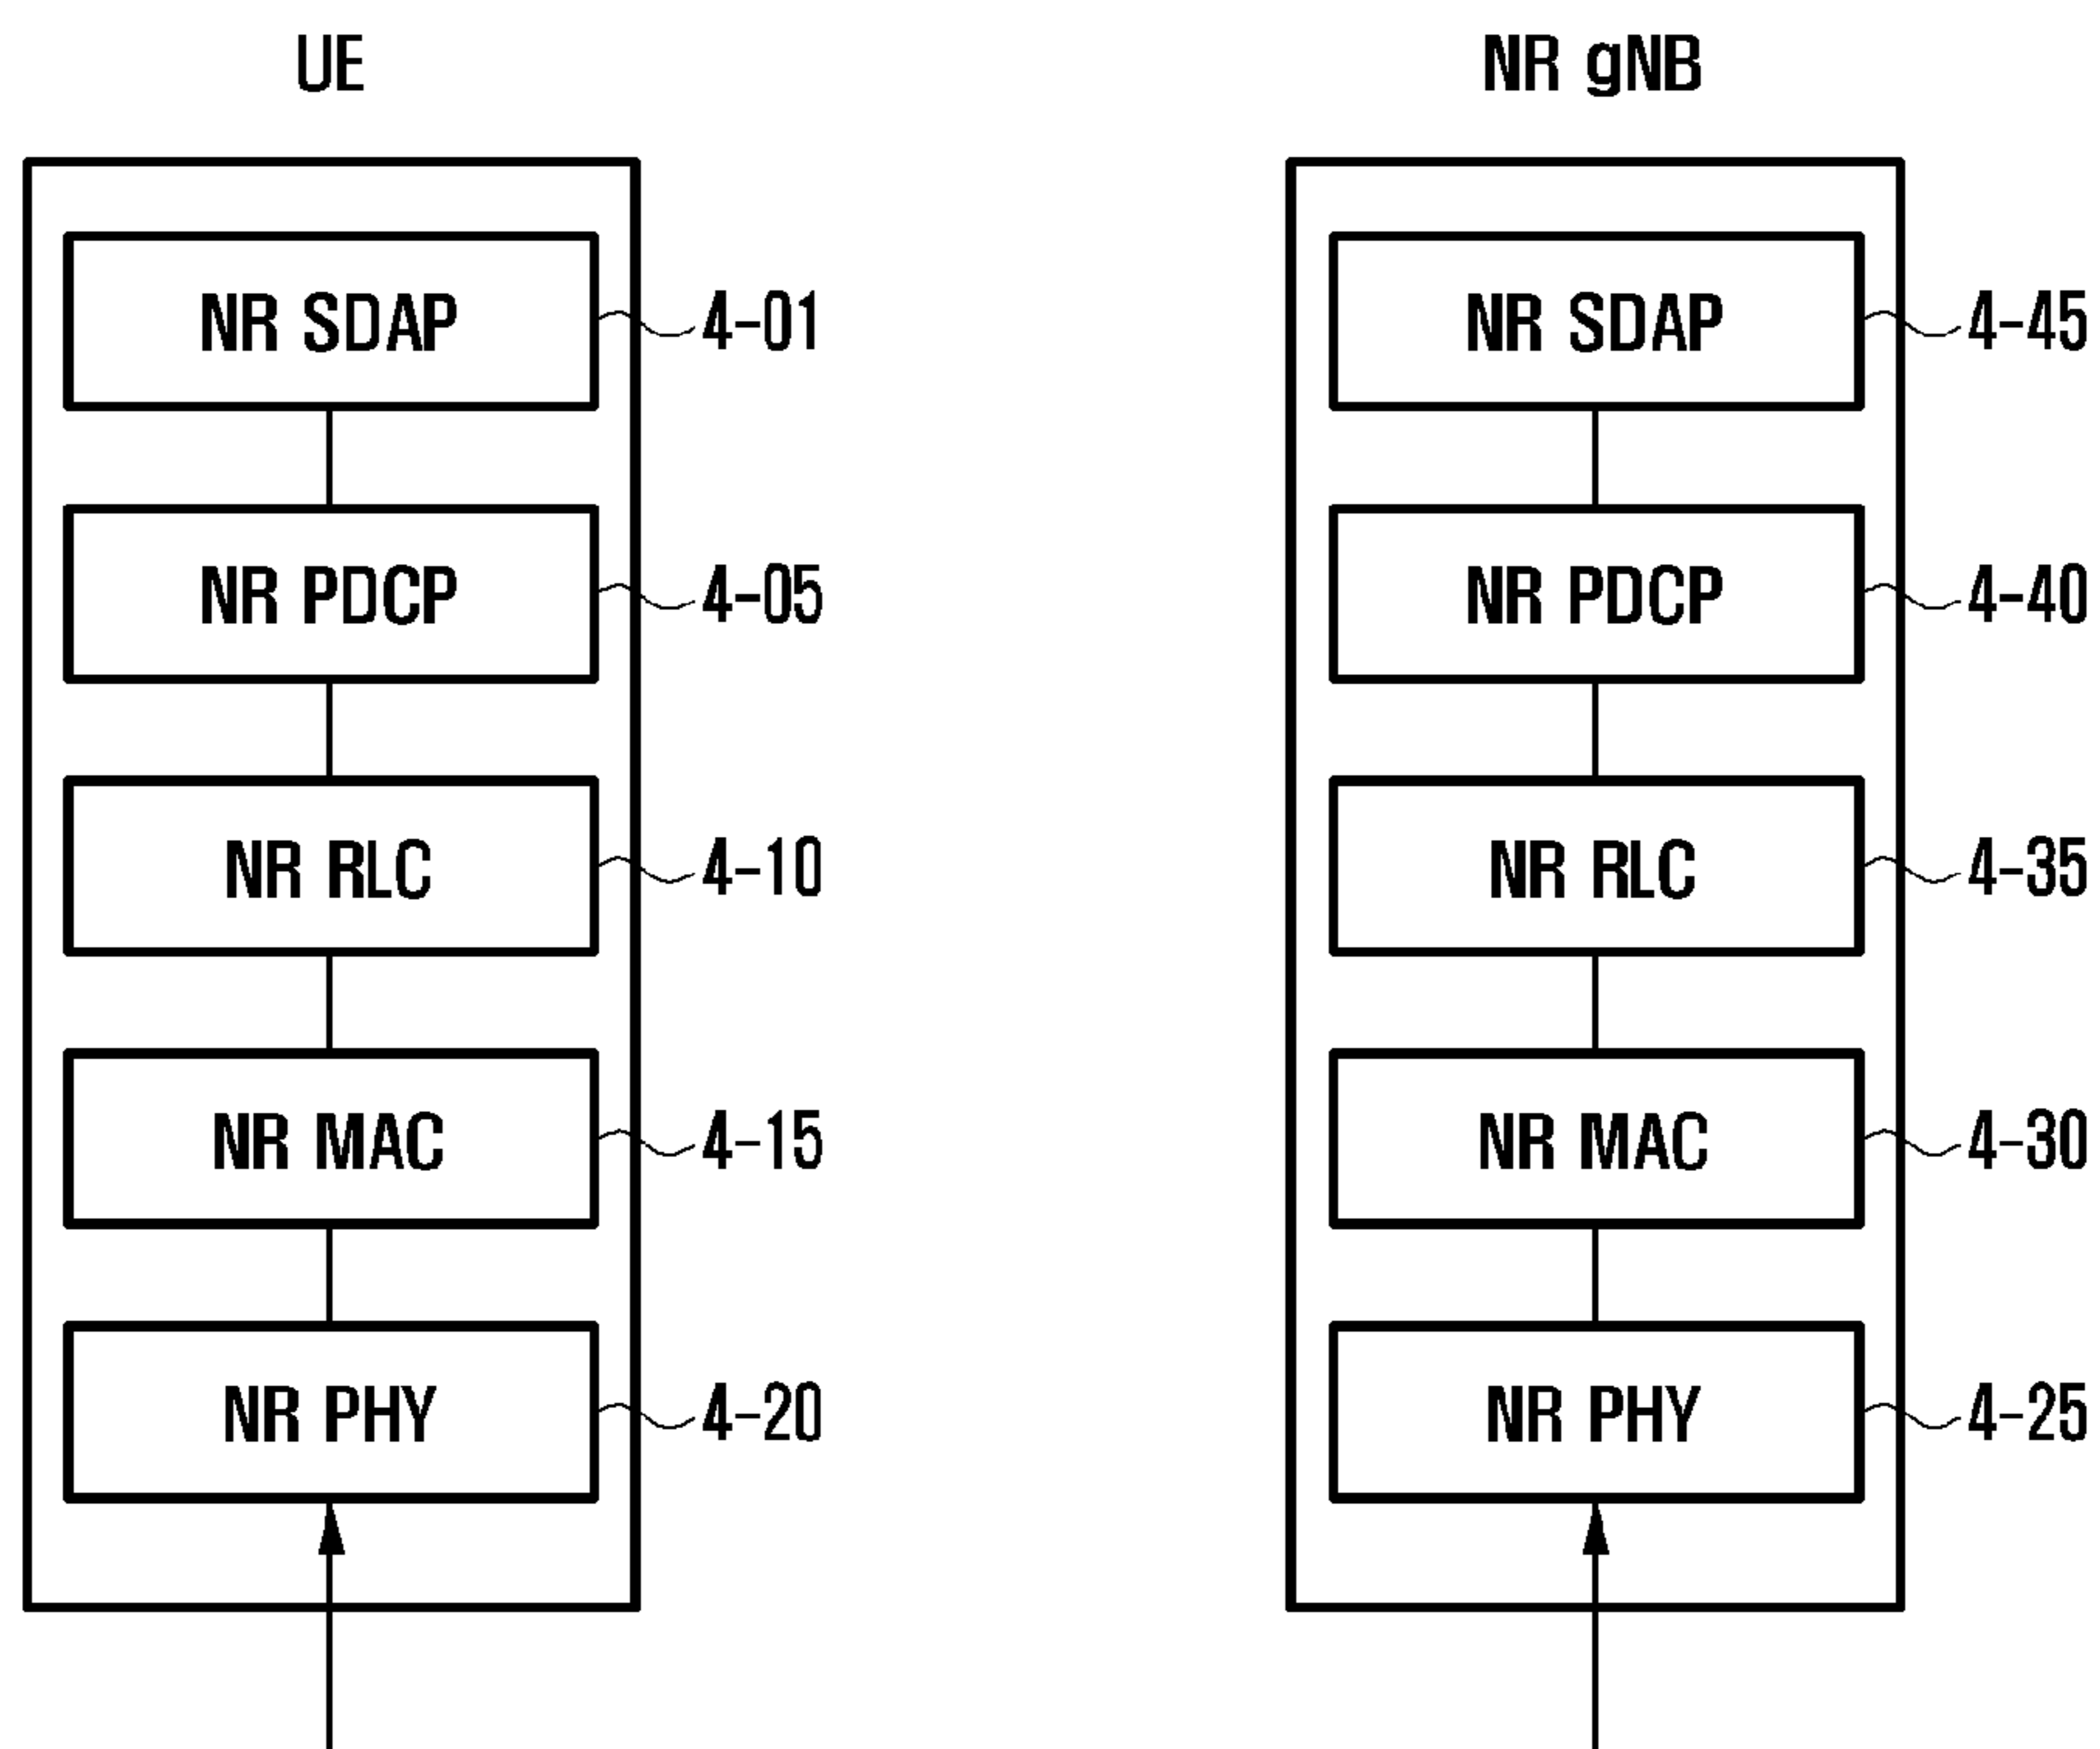 UE
NR gNB
NR SDAP
4-01
NR SDAP
4-45
NR PDCP
4-05
NR PDCP
4-40
NR RLC
4-10
NR RLC
4-35
NR MAC
4-15
NR MAC
4-30
NR PHY
4-20
NR PHY
4-25